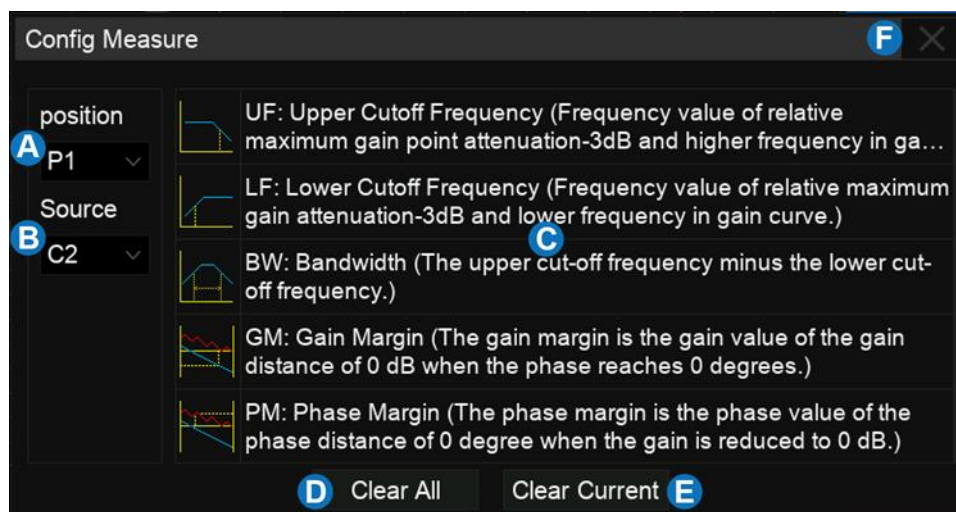 Config Measure
F
position
A
P1
Source
B
C2
UF: Upper Cutoff Frequency (Frequency value of relative
maximum gain point attenuation-3dB and higher frequency in ga...
LF: Lower Cutoff Frequency (Frequency value of relative maximum
gain attenuation-3dB and lower frequency in gain curve.)
C
BW: Bandwidth (The upper cut-off frequency minus the lower cut-
off frequency.)
GM: Gain Margin (The gain margin is the gain value of the gain
distance of 0 dB when the phase reaches 0 degrees.)
PM: Phase Margin (The phase margin is the phase value of the
phase distance of 0 degree when the gain is reduced to 0 dB.)
D Clear All
Clear Current E